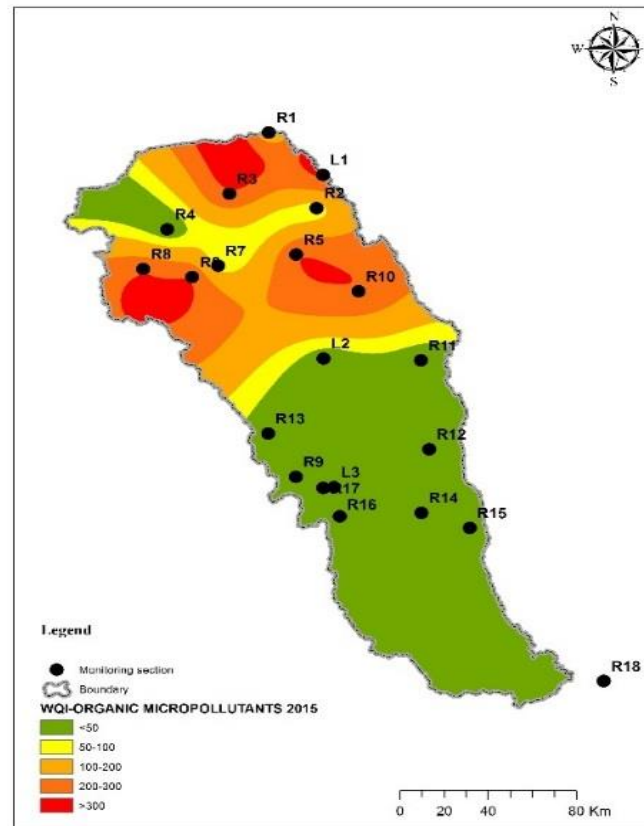 N
W
E
S
R1
L1
R3
R2
R4
R5
R7
R8
R10
L2
R11
R13
R12
R9
L3
R17
R16
R14
R15
R18
Legend
Monitoring section
Boundary
WQI-ORGANIC MICROPOLLUTANTS 2015
<50
50-100
100-200
200-300
>300
0 20 40 80 Km